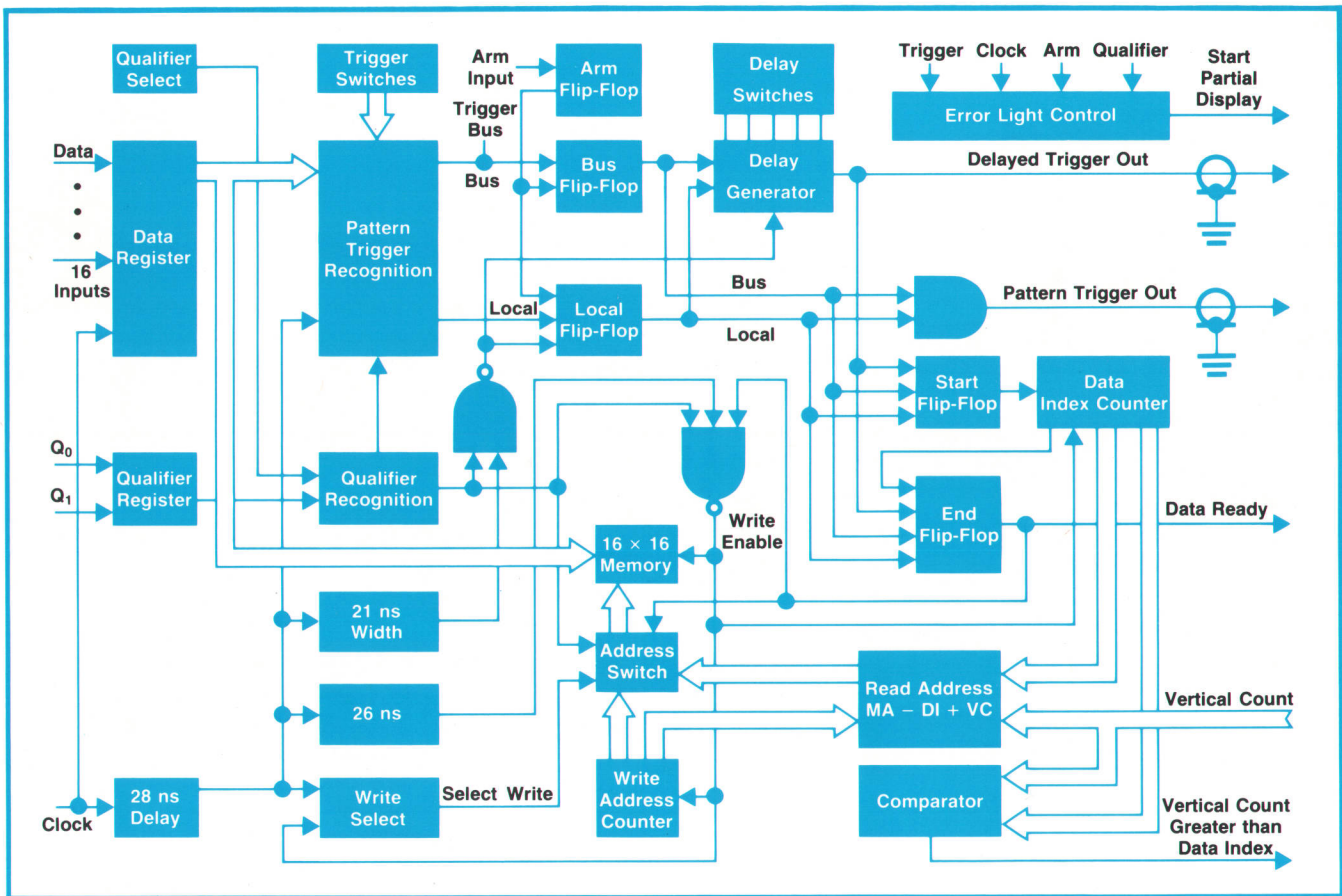 Qualifier
Select
Trigger
Switches
Arm
Input
Arm
Flip-Flop
Delay
Switches
Trigger
Clock
Arm
Qualifier
Start
Partial
Display
Error Light Control
Trigger
Bus
Data
Bus
Bus
Flip-Flop
Delay
Generator
Delayed Trigger Out
Data
Register
16
Inputs
Pattern
Trigger
Recognition
Local
Local
Flip-Flop
Bus
Local
Pattern Trigger Out
Start
Flip-Flop
Data
Index Counter
Q0
Q1
Qualifier
Register
Qualifier
Recognition
Write
Enable
End
Flip-Flop
Data Ready
16 × 16
Memory
21 ns
Width
Address
Switch
Read Address
MA – DI + VC
Vertical Count
26 ns
28 ns
Delay
Clock
Write
Select
Select Write
Write
Address
Counter
Comparator
Vertical Count
Greater than
Data Index